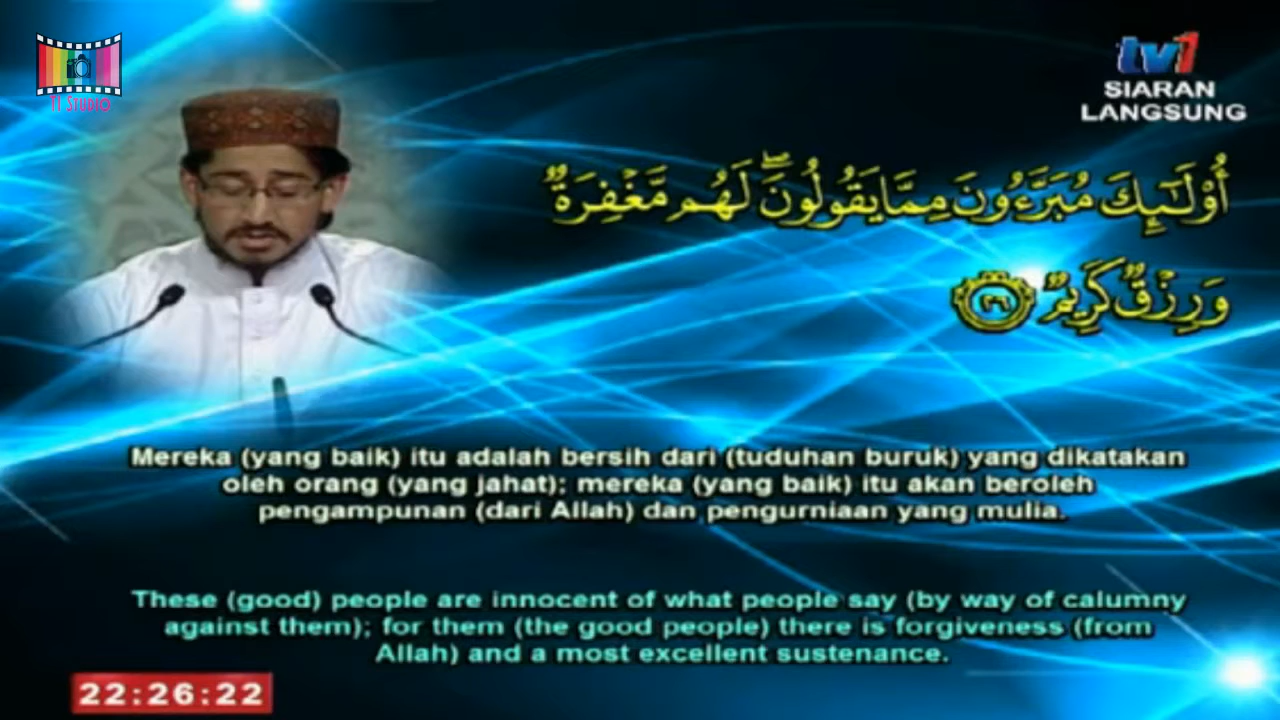 TI STUDIO
tv1
SIARAN
LANGSUNG
أُو۟لَـٰٓئِكَ مُبَرَّءُونَ مِمَّا يَقُولُونَ ۖ لَهُم مَّغْفِرَةٌ
وَرِزْقٌ كَرِيمٌ ٢٦
Mereka (yang baik) itu adalah bersih dari (tuduhan buruk) yang dikatakan
oleh orang (yang jahat); mereka (yang baik) itu akan beroleh
pengampunan (dari Allah) dan pengurniaan yang mulia.
These (good) people are innocent of what people say (by way of calumny
against them); for them (the good people) there is forgiveness (from
Allah) and a most excellent sustenance.
22:26:22